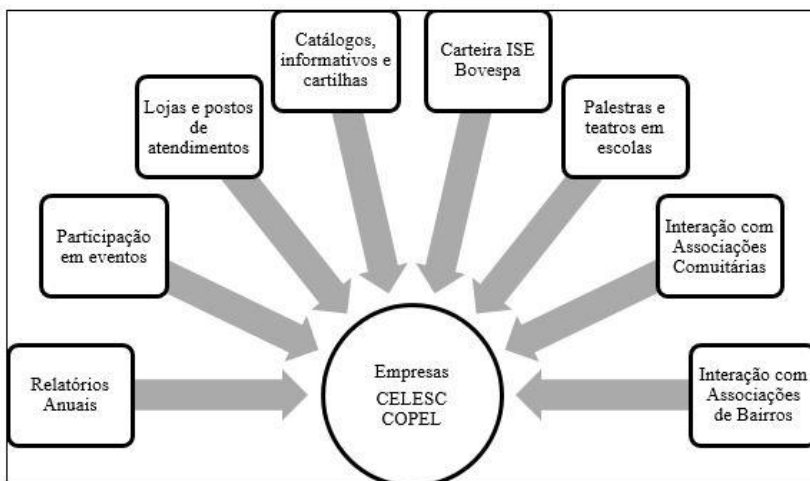 Catálogos,
informativos e
cartilhas
Carteira ISE
Bovespa
Lojas e postos
de
atendimentos
Palestras e
teatros em
escolas
Participação
em eventos
Interação com
Associações
Comuitárias
Relatórios
Anuais
Empresas
CELESC
COPEL
Interação com
Associações
de Bairros